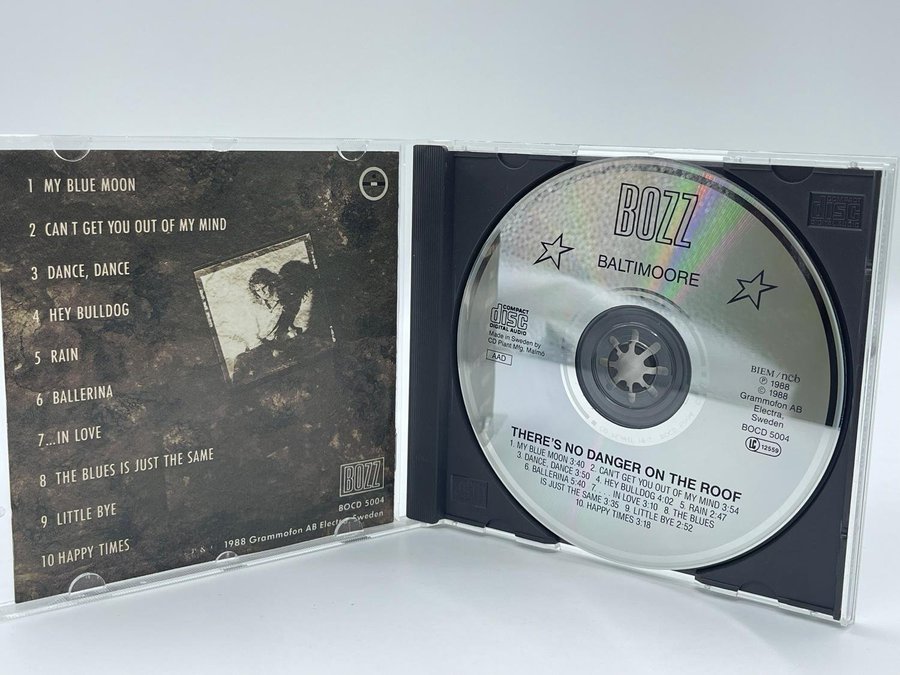 1 MY BLUE MOON
2 CAN T GET YOU OUT OF MY MIND
3 DANCE, DANCE
4 HEY BULLDOG
5 RAIN
6 BALLERINA
7...IN LOVE
8 THE BLUES IS JUST THE SAME
9 LITTLE BYE
10 HAPPY TIMES
BOZZ
BOCD 5004
1988 Grammofon AB Electra, Sweden
BOZZ
BALTIMOORE
COMPACT
disc
DIGITAL AUDIO
Made in Sweden by
CD Plant Mfg. Malmö
AAD
BIEM/ncb
℗ 1988
© 1988
Grammofon AB
Electra,
Sweden
BOCD 5004
LC 12559
THERE'S NO DANGER ON THE ROOF
1. MY BLUE MOON 3:40 2. CAN'T GET YOU OUT OF MY MIND 3:54
3. DANCE, DANCE 3:50 4. HEY BULLDOG 4:02 5. RAIN 2:47
6. BALLERINA 5:40 7. . . IN LOVE 3.10 8. THE BLUES
IS JUST THE SAME 3:35 9. LITTLE BYE 2:52
10. HAPPY TIMES 3:18